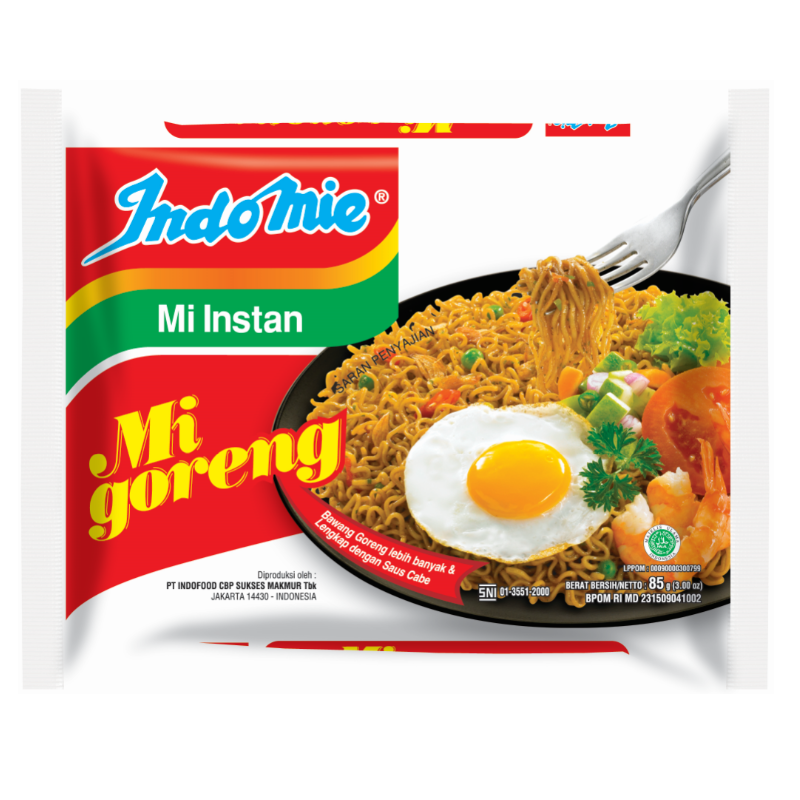 Indomie®
Mi Instan
Mi
goreng
SARAN PENYAJIAN
Bawang Goreng lebih banyak &
Lengkap dengan Saus Cabe
Diproduksi oleh :
PT INDOFOOD CBP SUKSES MAKMUR Tbk
JAKARTA 14430 - INDONESIA
SNI 01-3551-2000
LPPOM : 00090000300799
BERAT BERSIH/NETTO : 85 g (3.00 oz)
BPOM RI MD 231509041002